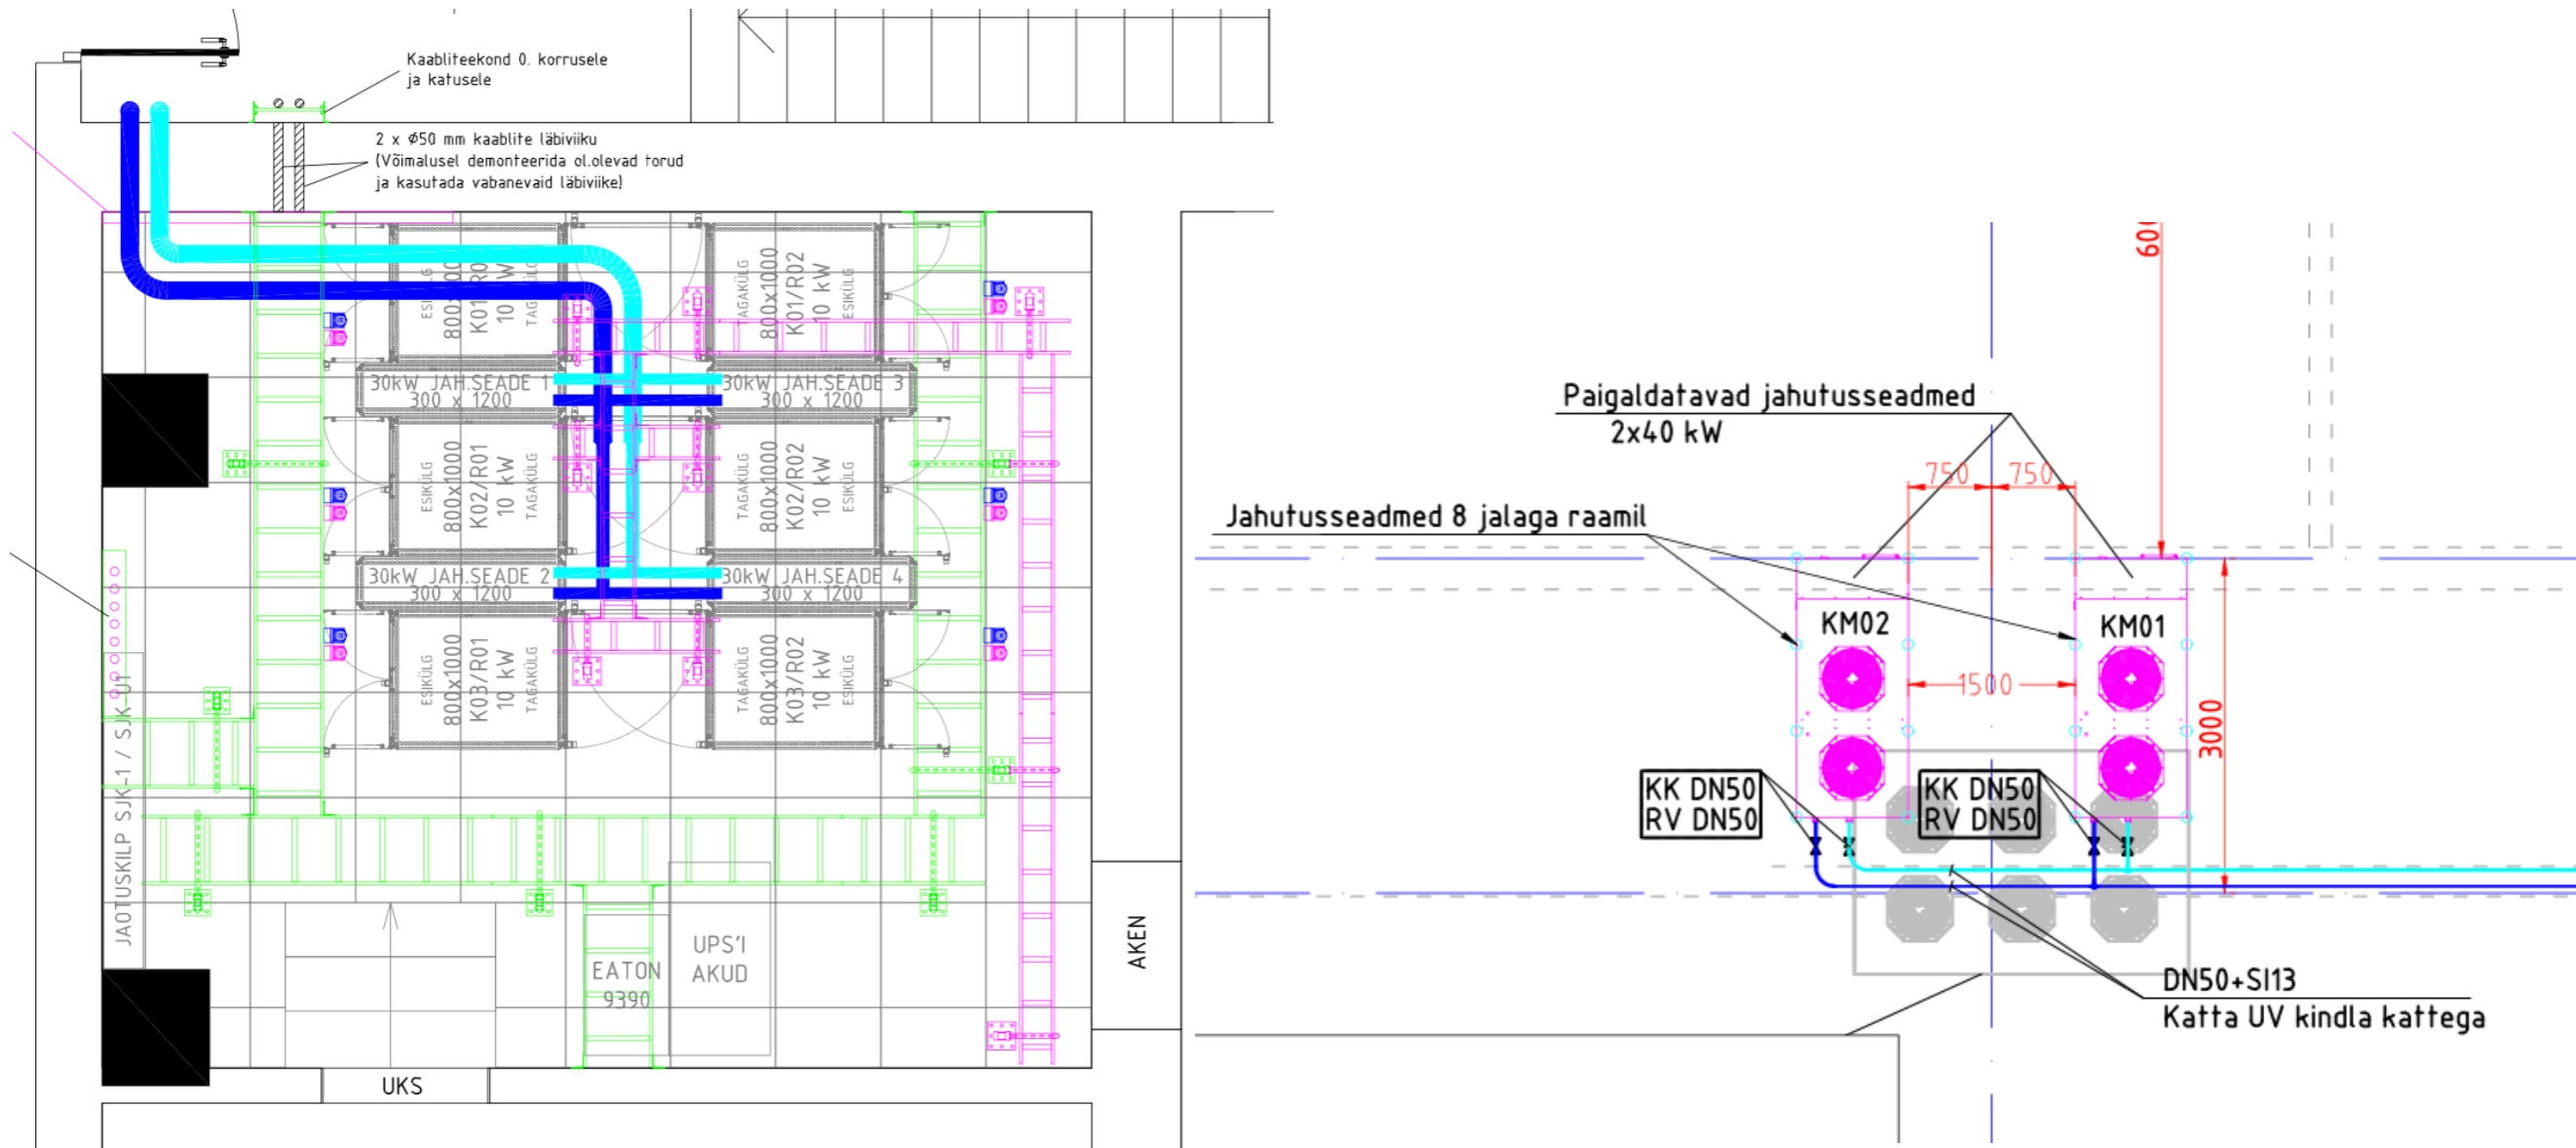 Kaabliteekond 0. korrusele
ja katusele
2 x Ø50 mm kaablite läbiviiku
(Võimalusel demonteerida ol.olevad torud
ja kasutada vabanevaid läbiviike)
10
TAGAKÜLG
800x1000
K01/R02
10 kW
ESIKÜLG
30kW JAH.SEADE 1
300 x 1200
30kW JAH.SEADE 3
300 x 1200
ESIKÜLG
800x1000
K02/R01
10 kW
TAGAKÜLG
TAGAKÜLG
800x1000
K02/R02
10 kW
ESIKÜLG
30kW JAH.SEADE 2
300 x 1200
30kW JAH.SEADE 4
300 x 1200
ESIKÜLG
800x1000
K03/R01
10 kW
TAGAKÜLG
TAGAKÜLG
800x1000
K03/R02
10 kW
ESIKÜLG
JAOTUSKILP SJK-1 / SJK-U1
EATON
9390
UPS'I
AKUD
AKEN
UKS
Paigaldatavad jahutusseadmed
2x40 kW
750
750
Jahutusseadmed 8 jalaga raamil
KM02
KM01
1500
3000
KK DN50
RV DN50
KK DN50
RV DN50
DN50+SI13
Katta UV kindla kattega